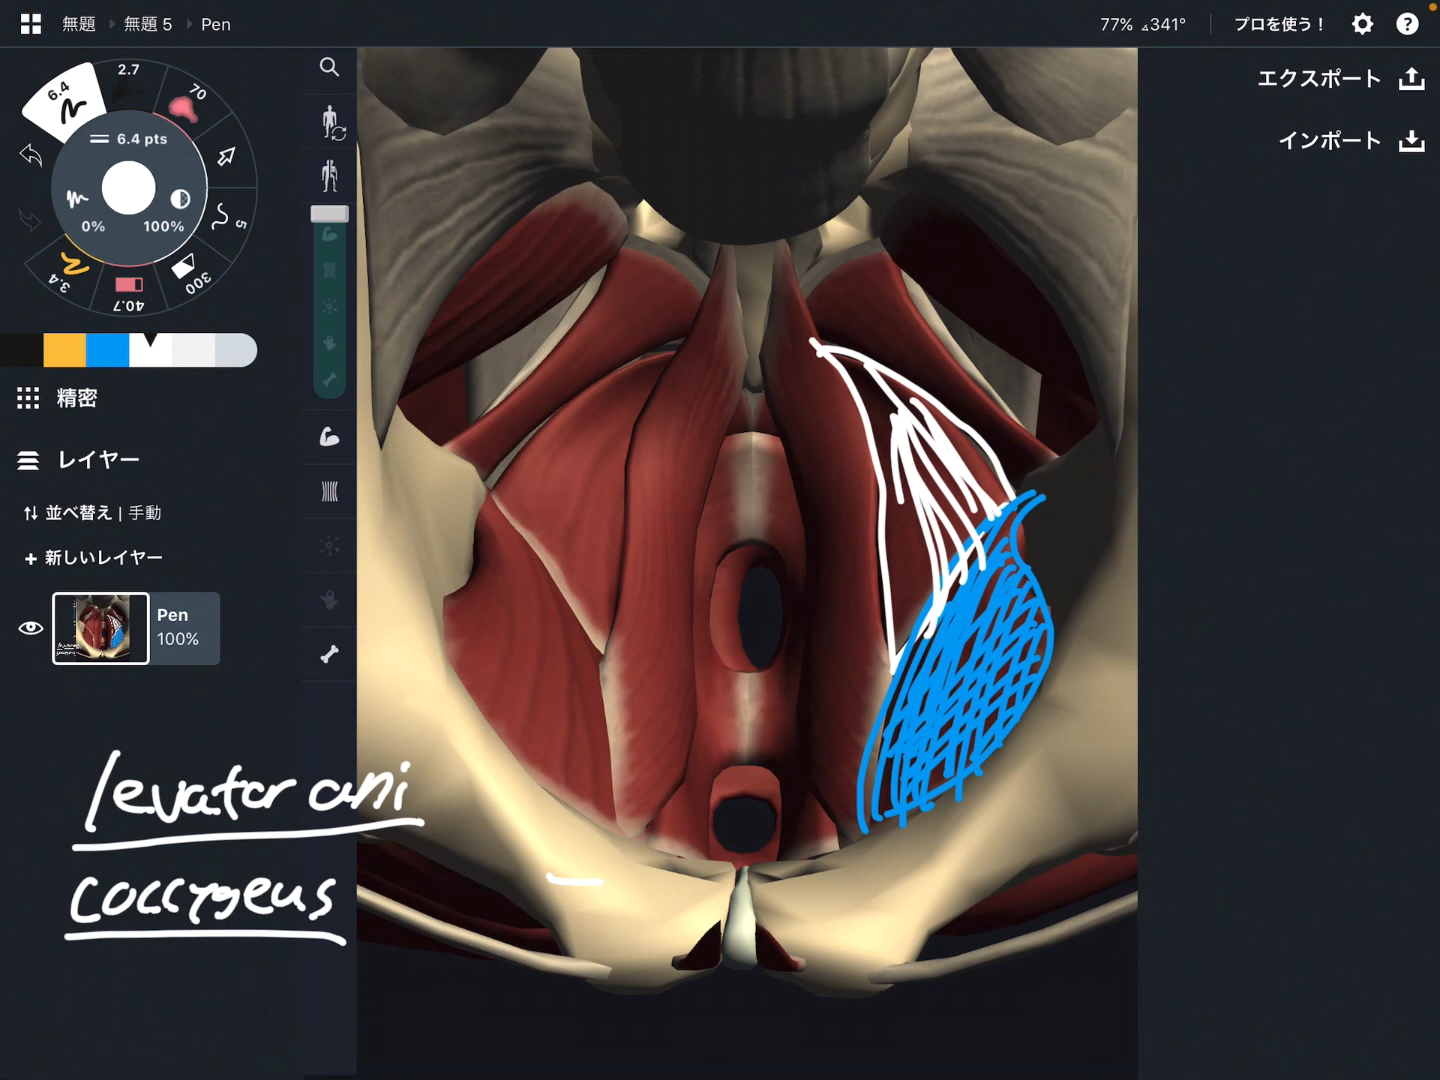 無題 無題 5 Pen
77% ⊿341° プロを使う！
エクスポート
インポート
6.4
2.7
70
6.4 pts
0% 100%
5
300
40.7
3.4
精密
レイヤー
並べ替え | 手動
+ 新しいレイヤー
Pen
100%
levator ani
coccygeus